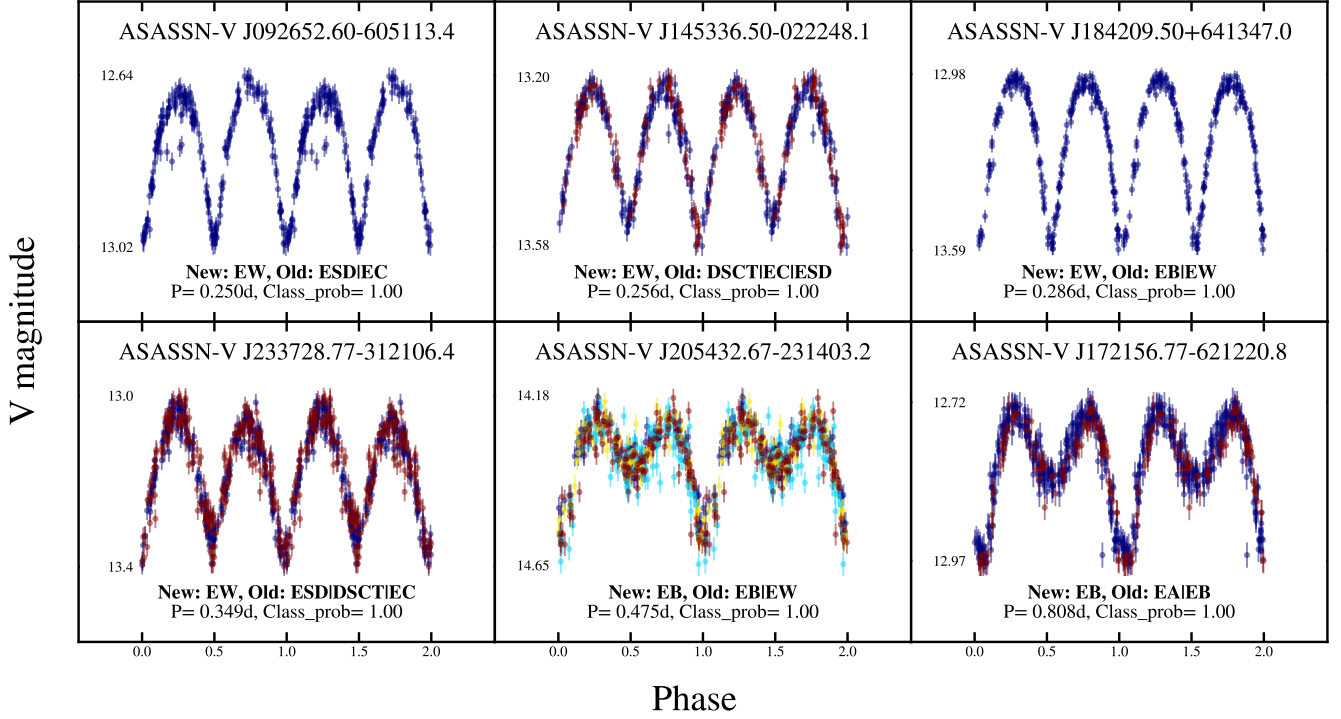 V magnitude
ASASSN-V J092652.60-605113.4
12.64
13.02
New: EW, Old: ESD|EC
P= 0.250d, Class_prob= 1.00
ASASSN-V J145336.50-022248.1
13.20
13.58
New: EW, Old: DSCT|EC|ESD
P= 0.256d, Class_prob= 1.00
ASASSN-V J184209.50+641347.0
12.98
13.59
New: EW, Old: EB|EW
P= 0.286d, Class_prob= 1.00
ASASSN-V J233728.77-312106.4
13.0
13.4
New: EW, Old: ESD|DSCT|EC
P= 0.349d, Class_prob= 1.00
0.0 0.5 1.0 1.5 2.0
ASASSN-V J205432.67-231403.2
14.18
14.65
New: EB, Old: EB|EW
P= 0.475d, Class_prob= 1.00
0.0 0.5 1.0 1.5 2.0
ASASSN-V J172156.77-621220.8
12.72
12.97
New: EB, Old: EA|EB
P= 0.808d, Class_prob= 1.00
0.0 0.5 1.0 1.5 2.0
Phase